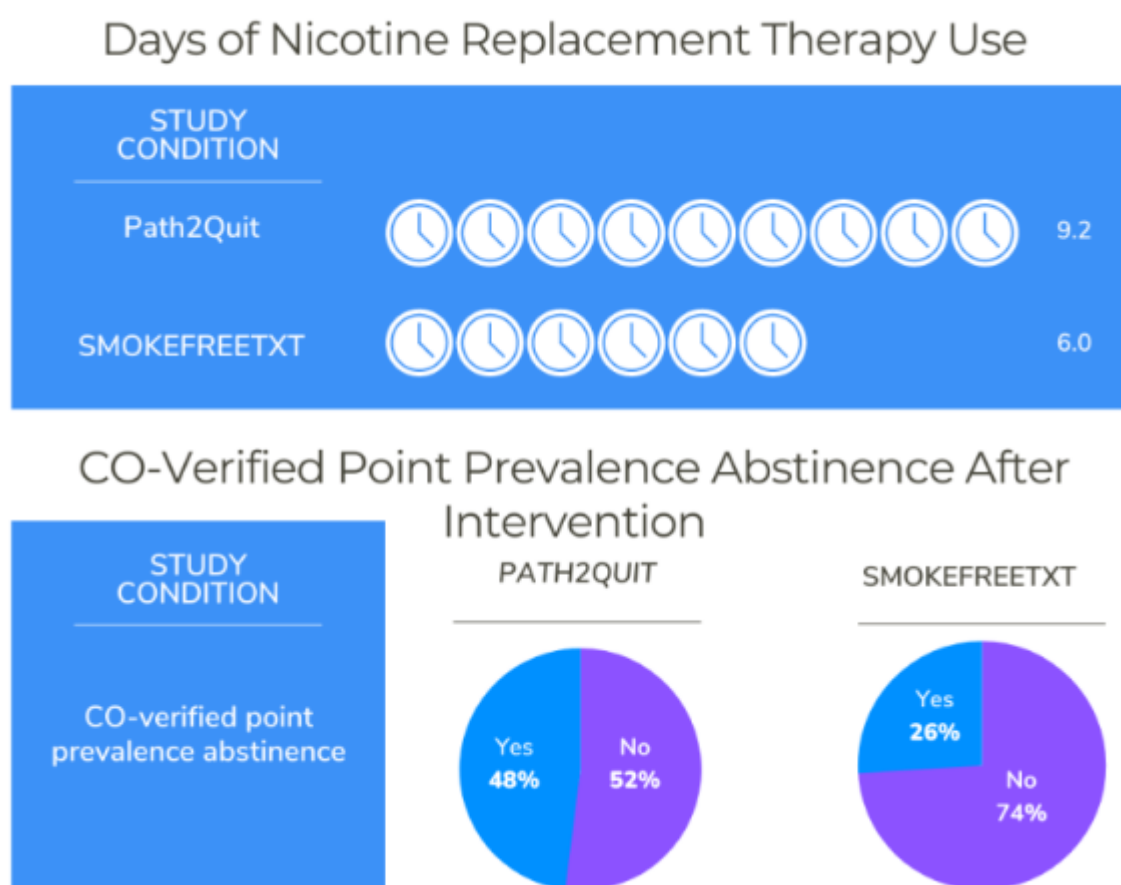 Days of Nicotine Replacement Therapy Use
STUDY
CONDITION
Path2Quit
9.2
SMOKEFREETXT
6.0
CO-Verified Point Prevalence Abstinence After
Intervention
STUDY
CONDITION
CO-verified point
prevalence abstinence
PATH2QUIT
Yes
48%
No
52%
SMOKEFREETXT
Yes
26%
No
74%